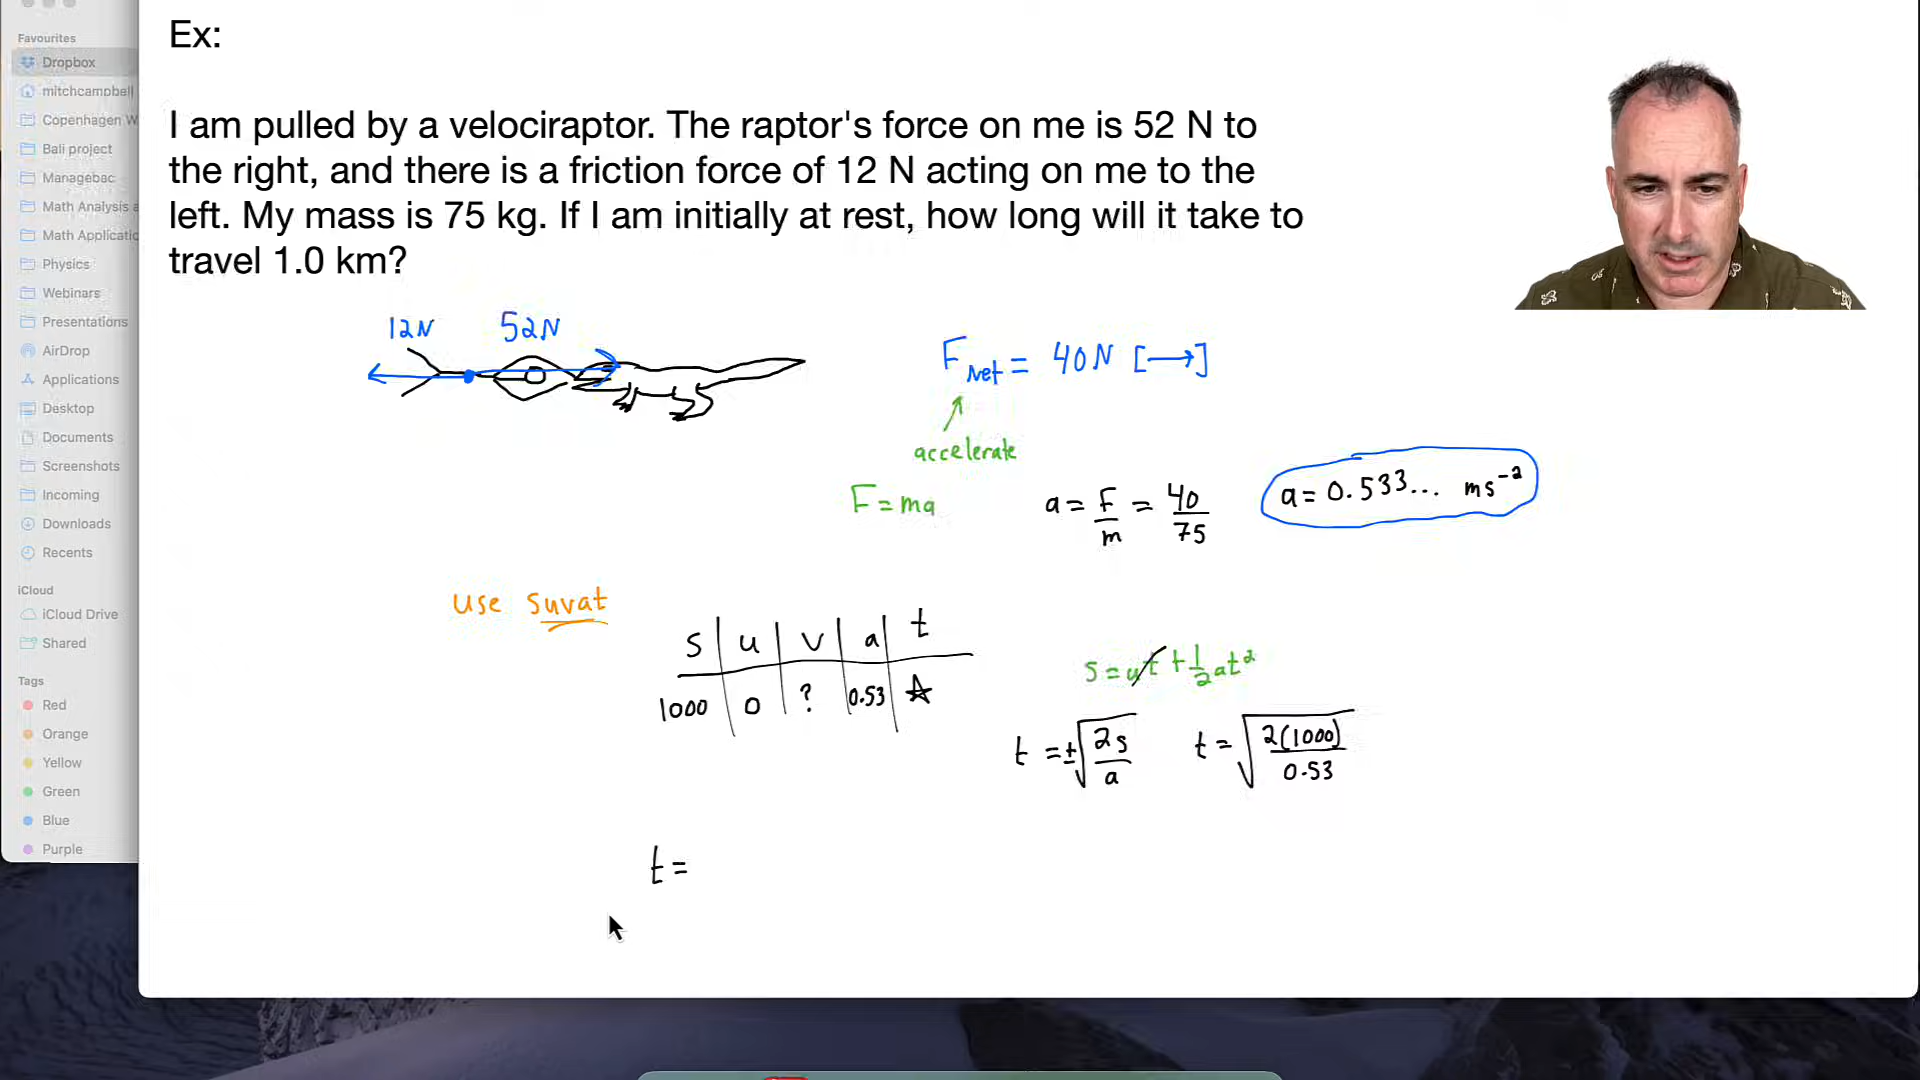 Favourites
Dropbox
mitchcampbell
Copenhagen W
Bali project
Managebac
Math Analysis a
Math Applicatic
Physics
Webinars
Presentations
AirDrop
Applications
Desktop
Documents
Screenshots
Incoming
Downloads
Recents
iCloud
iCloud Drive
Shared
Tags
Red
Orange
Yellow
Green
Blue
Purple
Ex:
I am pulled by a velociraptor. The raptor's force on me is 52 N to
the right, and there is a friction force of 12 N acting on me to the
left. My mass is 75 kg. If I am initially at rest, how long will it take to
travel 1.0 km?
12N 52N
F_Net = 40N [→]
accelerate
F = ma
a = F/m = 40/75
a = 0.533... ms⁻²
use suvat
s u v a t
1000 0 ? 0.53 ☆
s = ut + 1/2 at²
t = ±√(2s/a)
t = √(2(1000)/0.53)
t =